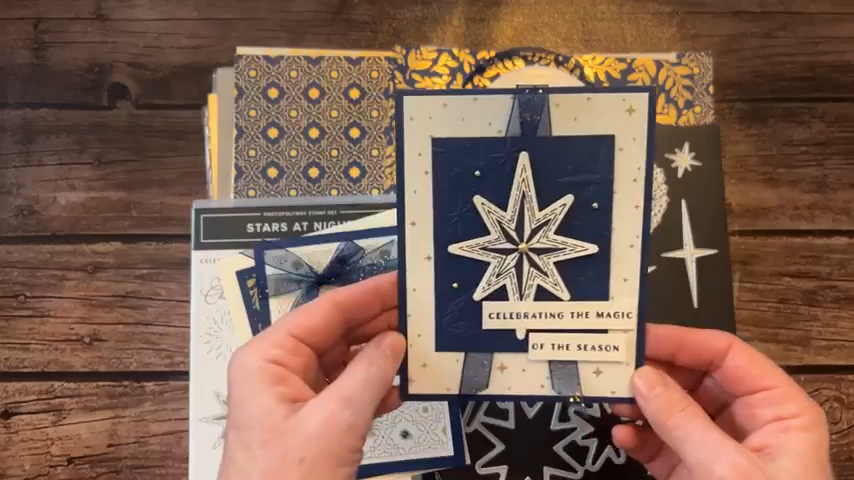 PHOTOPOLYMER STAMP SET
STARS AT NIGH
CELEBRATING THE MAGIC
OF THE SEASON